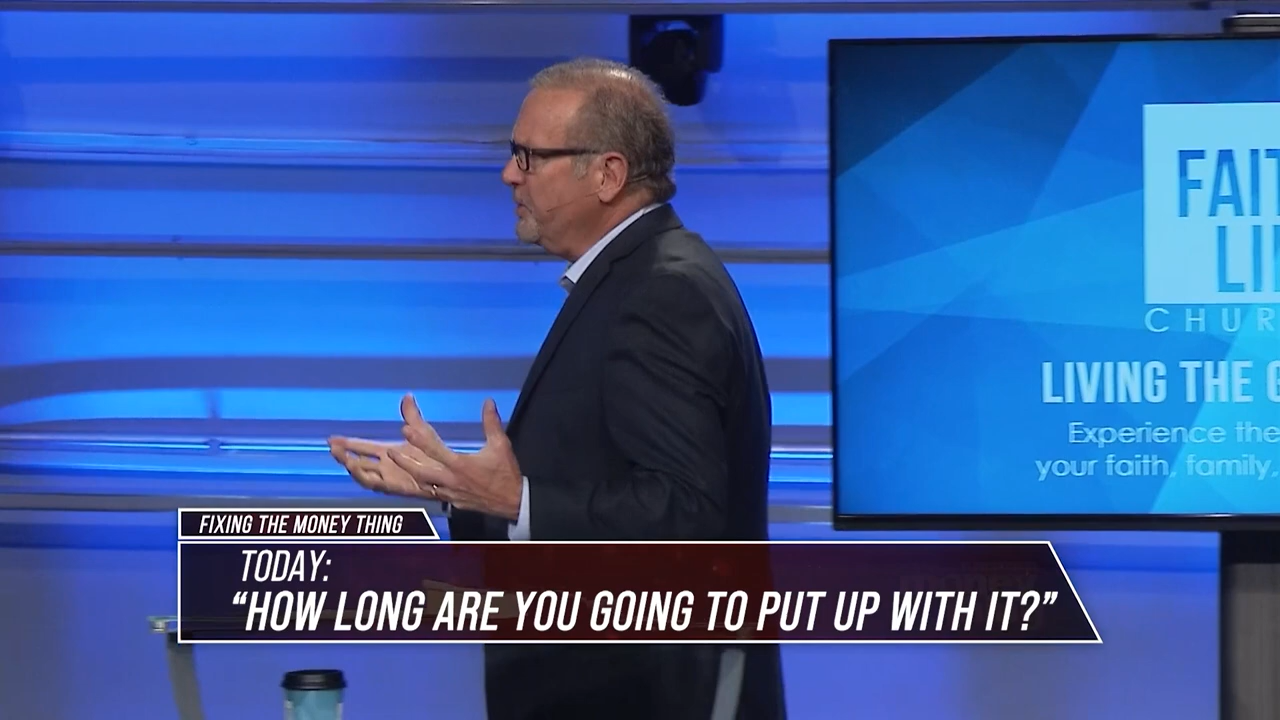 FAIT
LI
CHUR
LIVING THE G
Experience the
your faith, family,
FIXING THE MONEY THING
TODAY:
“HOW LONG ARE YOU GOING TO PUT UP WITH IT?”